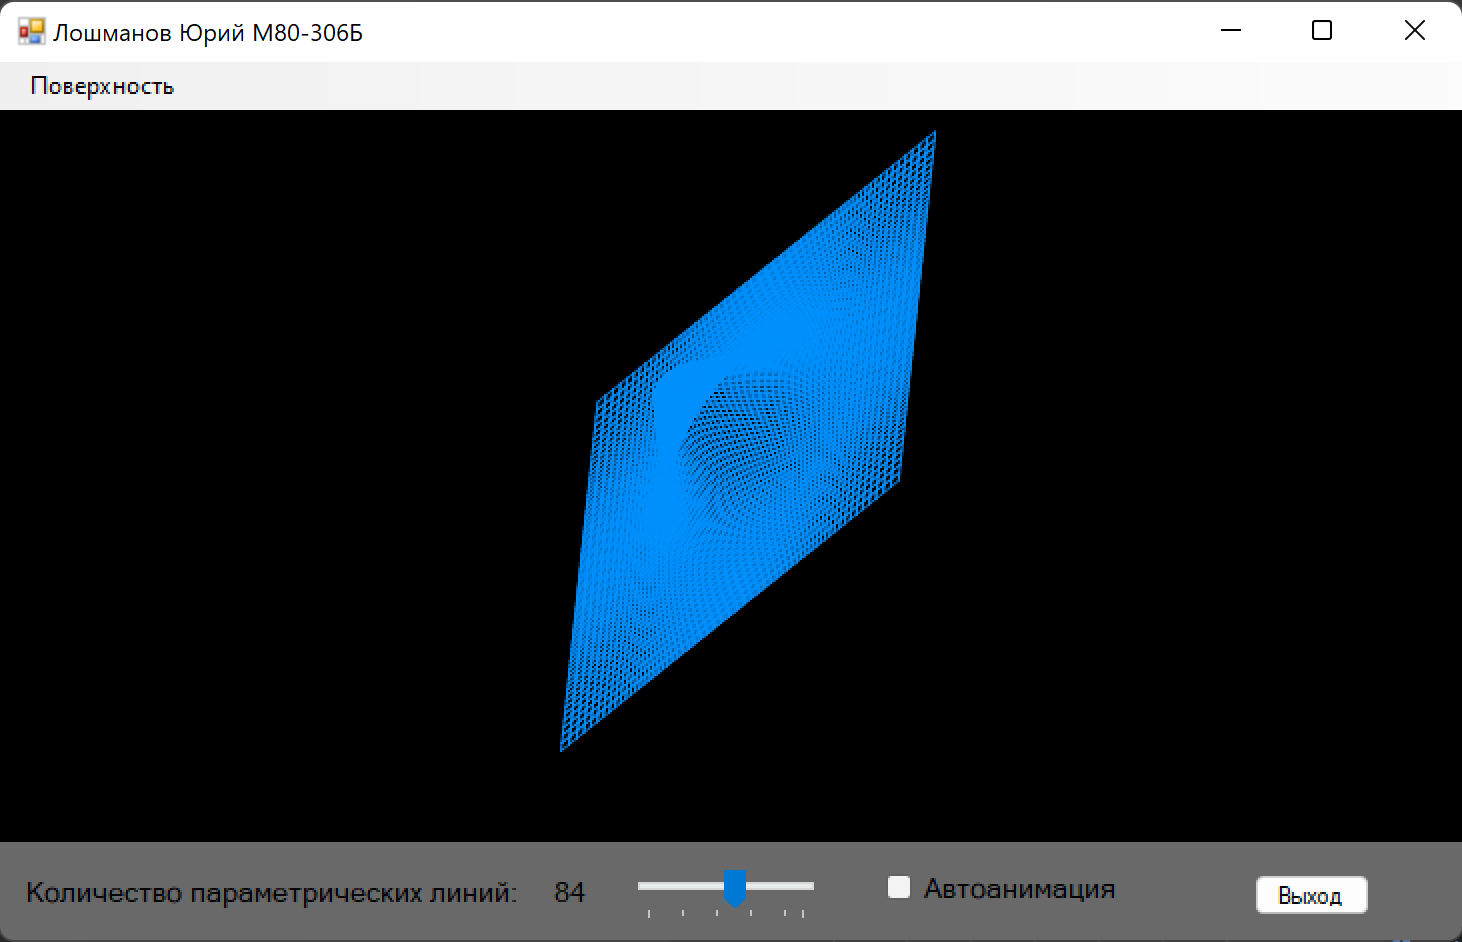 Лошманов Юрий М80-306Б
Поверхность
Количество параметрических линий: 84
Автоанимация
Выход